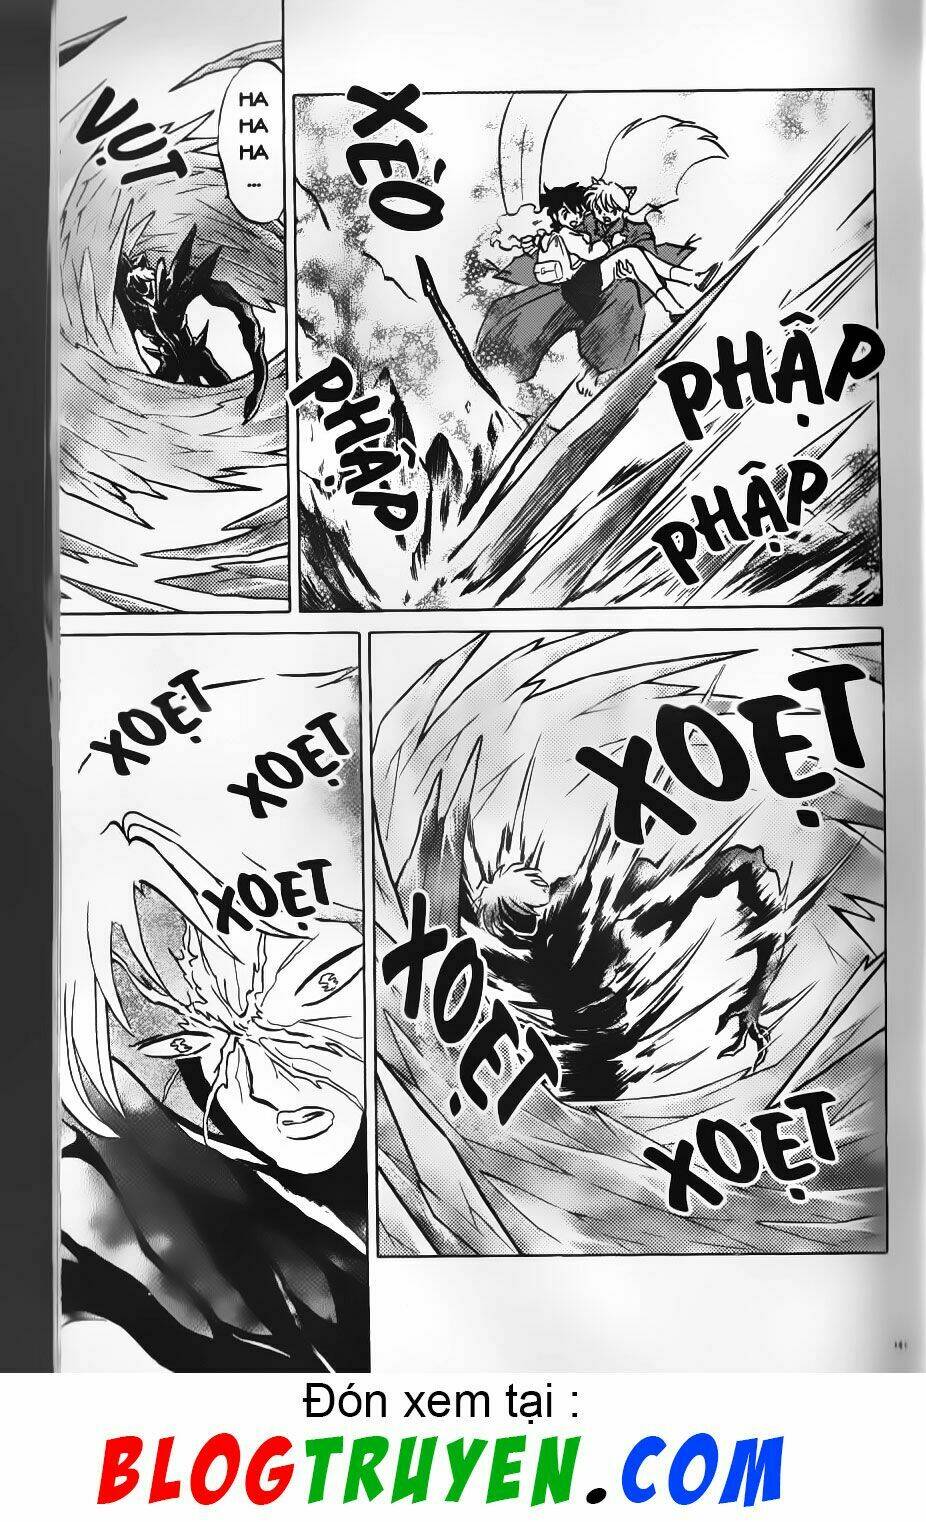 XÈO
PHẬP
PHẬP
PHẬP
HA
HA
HA
...
VỤT
XOẸT
XOẸT
XOẸT
XOẸT
XOẸT
XOẸT
Đón xem tại :
BLOGTRUYEN.COM